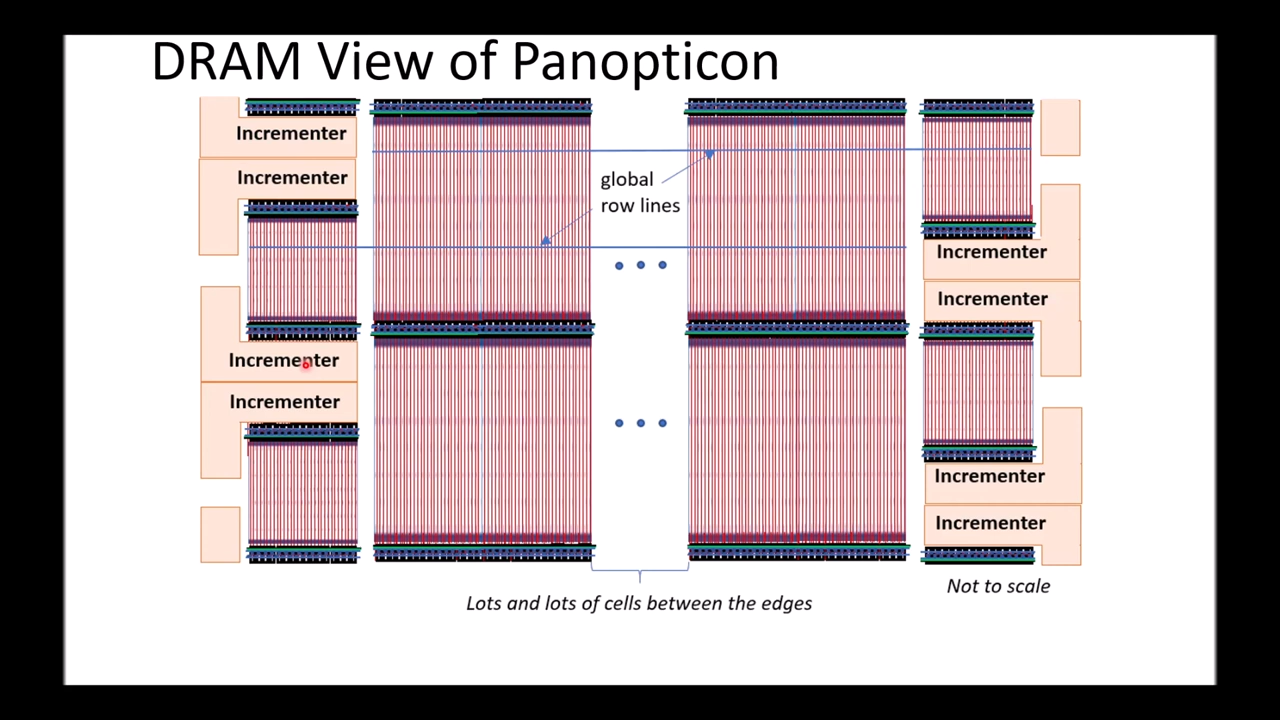 DRAM View of Panopticon
Incrementer
Incrementer
global
row lines
Incrementer
Incrementer
Incrementer
Incrementer
Incrementer
Incrementer
Not to scale
Lots and lots of cells between the edges